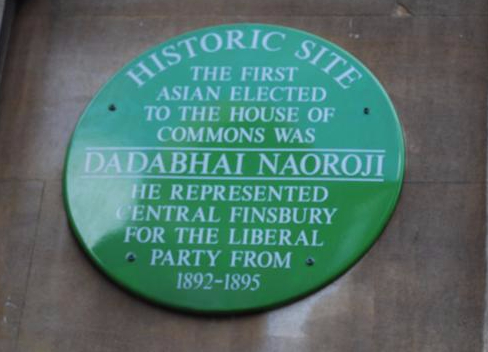 HISTORIC SITE
THE FIRST
ASIAN ELECTED
TO THE HOUSE OF
COMMONS WAS
DADABHAI NAOROJI
HE REPRESENTED
CENTRAL FINSBURY
FOR THE LIBERAL
PARTY FROM
1892-1895